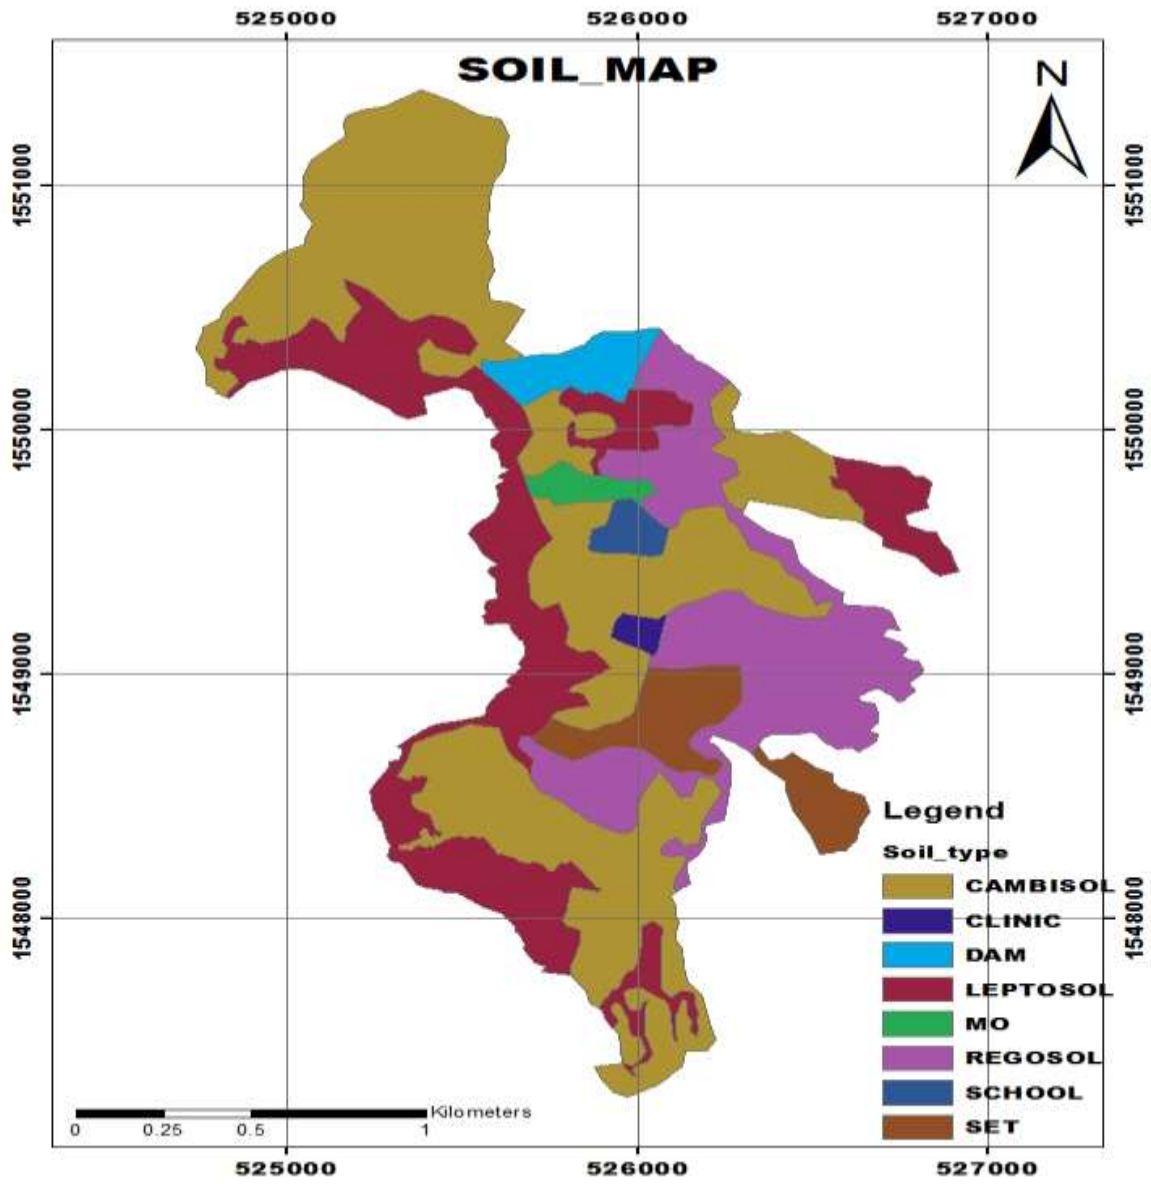 525000 526000 527000
SOIL_MAP
N
1551000 1551000
1550000 1550000
1549000 1549000
1548000 1548000
Legend
Soil_type
CAMBISOL
CLINIC
DAM
LEPTOSOL
MO
REGOSOL
SCHOOL
SET
Kilometers
0 0.25 0.5 1
525000 526000 527000